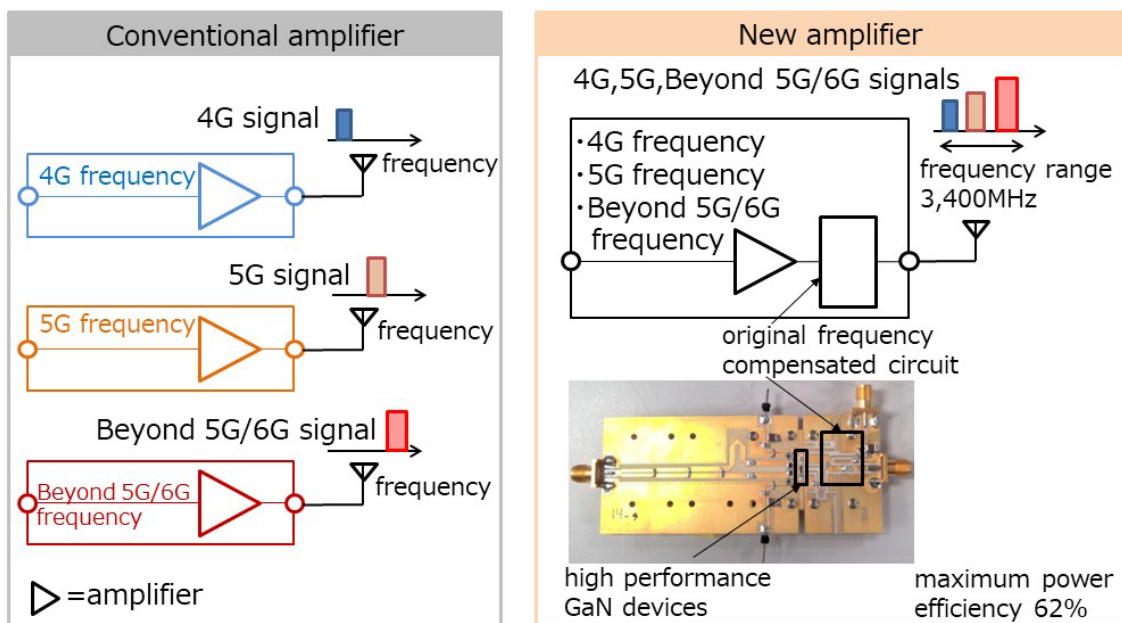 Conventional amplifier
4G signal
frequency
4G frequency
5G signal
frequency
5G frequency
Beyond 5G/6G signal
frequency
Beyond 5G/6G
frequency
=amplifier
New amplifier
4G,5G,Beyond 5G/6G signals
・4G frequency
・5G frequency
・Beyond 5G/6G
frequency
frequency range
3,400MHz
original frequency
compensated circuit
high performance
GaN devices
maximum power
efficiency 62%